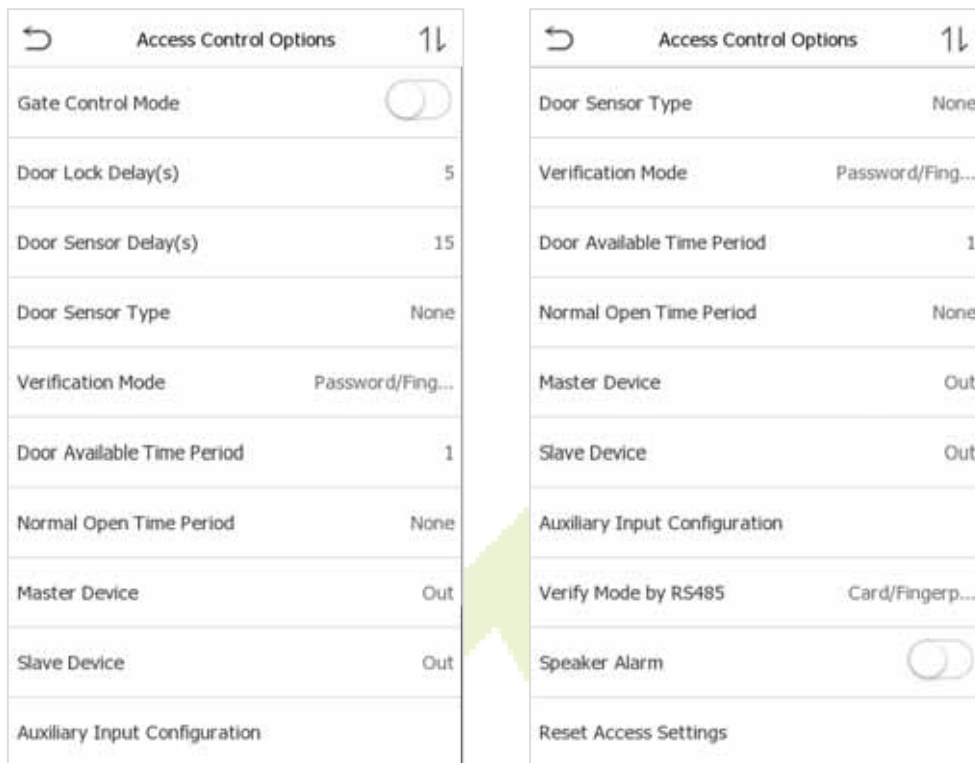 Access Control Options
Gate Control Mode
Door Lock Delay(s) 5
Door Sensor Delay(s) 15
Door Sensor Type None
Verification Mode Password/Fing...
Door Available Time Period 1
Normal Open Time Period None
Master Device Out
Slave Device Out
Auxiliary Input Configuration
Access Control Options
Door Sensor Type None
Verification Mode Password/Fing...
Door Available Time Period 1
Normal Open Time Period None
Master Device Out
Slave Device Out
Auxiliary Input Configuration
Verify Mode by RS485 Card/Fingerp...
Speaker Alarm
Reset Access Settings